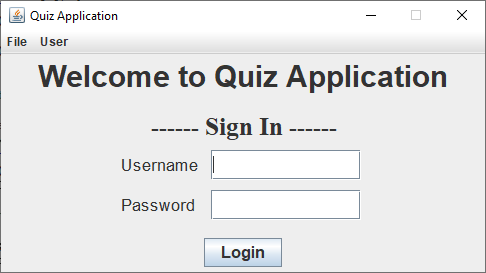 Quiz Application
File User
Welcome to Quiz Application
------ Sign In ------
Username
Password
Login